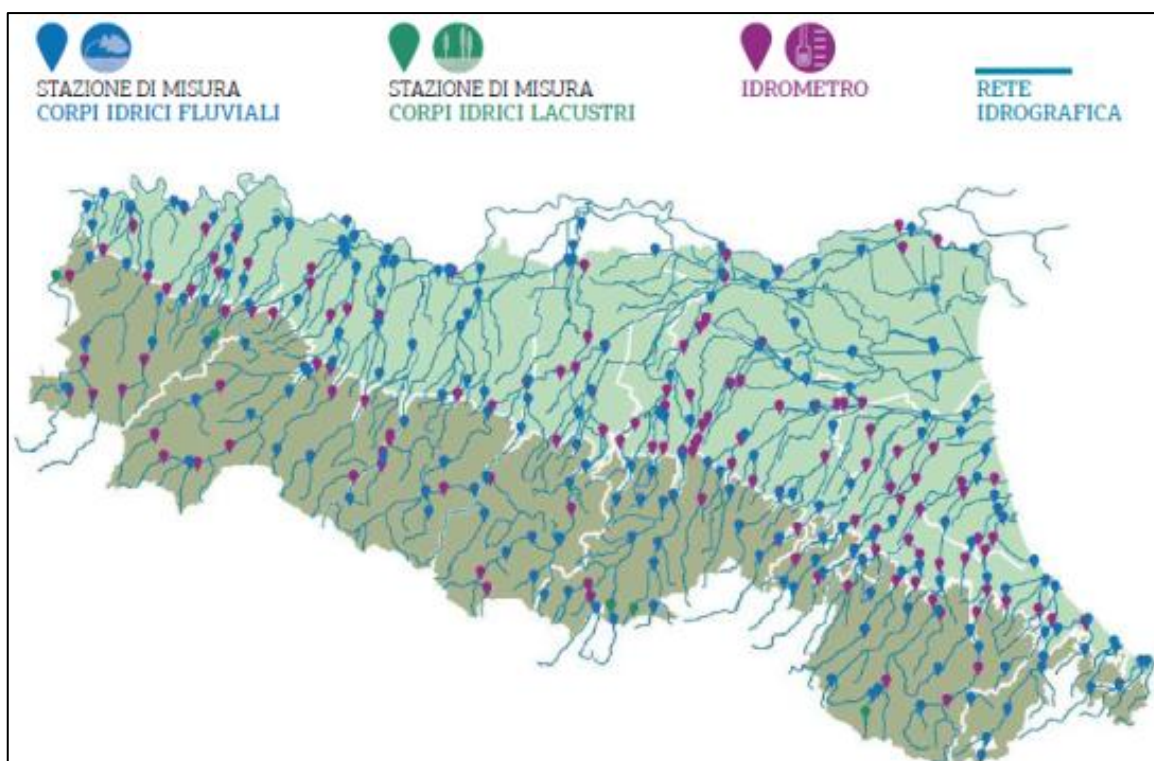 STAZIONE DI MISURA
CORPI IDRICI FLUVIALI
STAZIONE DI MISURA
CORPI IDRICI LACUSTRI
IDROMETRO
RETE
IDROGRAFICA